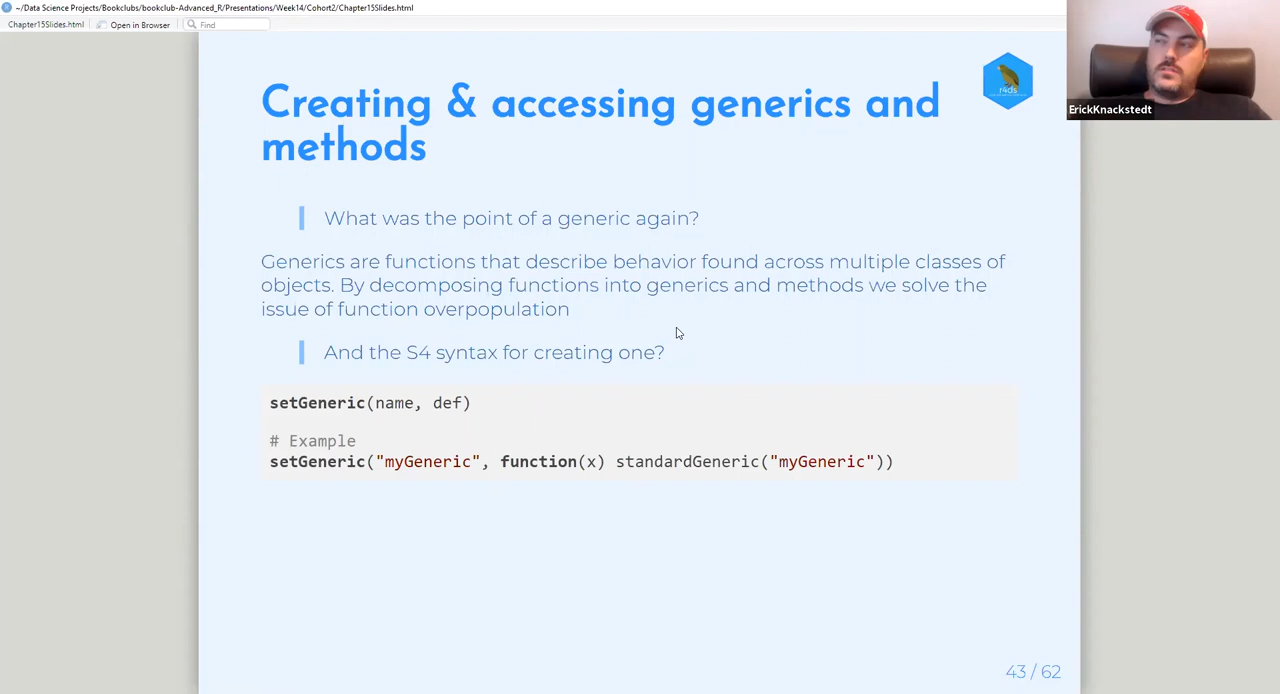 ~/Data Science Projects/Bookclubs/bookclub-Advanced_R/Presentations/Week14/Cohort2/Chapter15Slides.html
Chapter15Slides.html
Open in Browser
Find
ErickKnackstedt
r4ds
Creating & accessing generics and
methods
What was the point of a generic again?
Generics are functions that describe behavior found across multiple classes of
objects. By decomposing functions into generics and methods we solve the
issue of function overpopulation
And the S4 syntax for creating one?
setGeneric(name, def)
# Example
setGeneric("myGeneric", function(x) standardGeneric("myGeneric"))
43 / 62